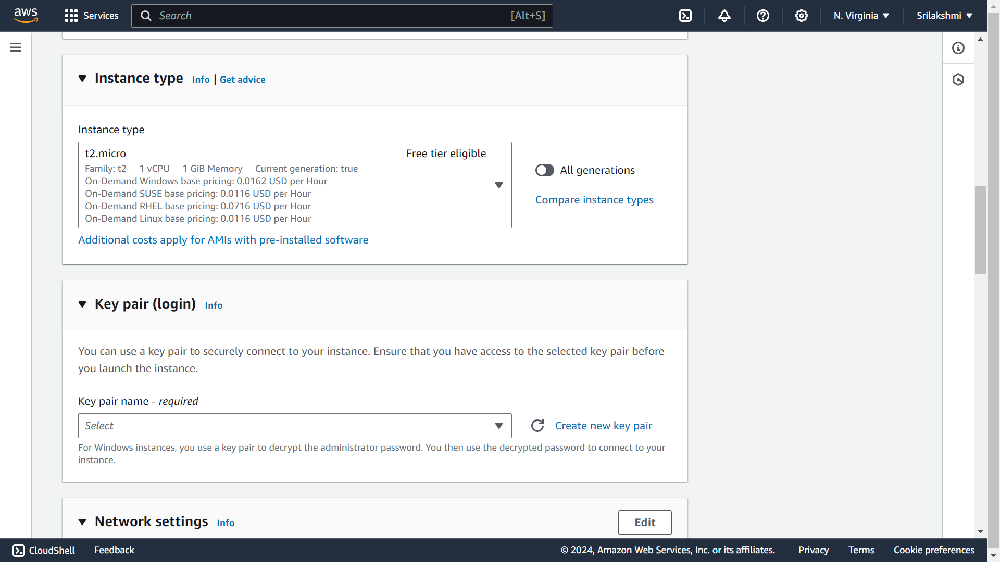 aws
Services
Search
[Alt+S]
N. Virginia
Srilakshmi
Instance type
Info | Get advice
Instance type
t2.micro
Free tier eligible
Family: t2 1 vCPU 1 GiB Memory Current generation: true
On-Demand Windows base pricing: 0.0162 USD per Hour
On-Demand SUSE base pricing: 0.0116 USD per Hour
On-Demand RHEL base pricing: 0.0716 USD per Hour
On-Demand Linux base pricing: 0.0116 USD per Hour
All generations
Compare instance types
Additional costs apply for AMIs with pre-installed software
Key pair (login)
Info
You can use a key pair to securely connect to your instance. Ensure that you have access to the selected key pair before
you launch the instance.
Key pair name - required
Select
Create new key pair
For Windows instances, you use a key pair to decrypt the administrator password. You then use the decrypted password to connect to your
instance.
Network settings
Info
Edit
CloudShell
Feedback
© 2024, Amazon Web Services, Inc. or its affiliates.
Privacy
Terms
Cookie preferences